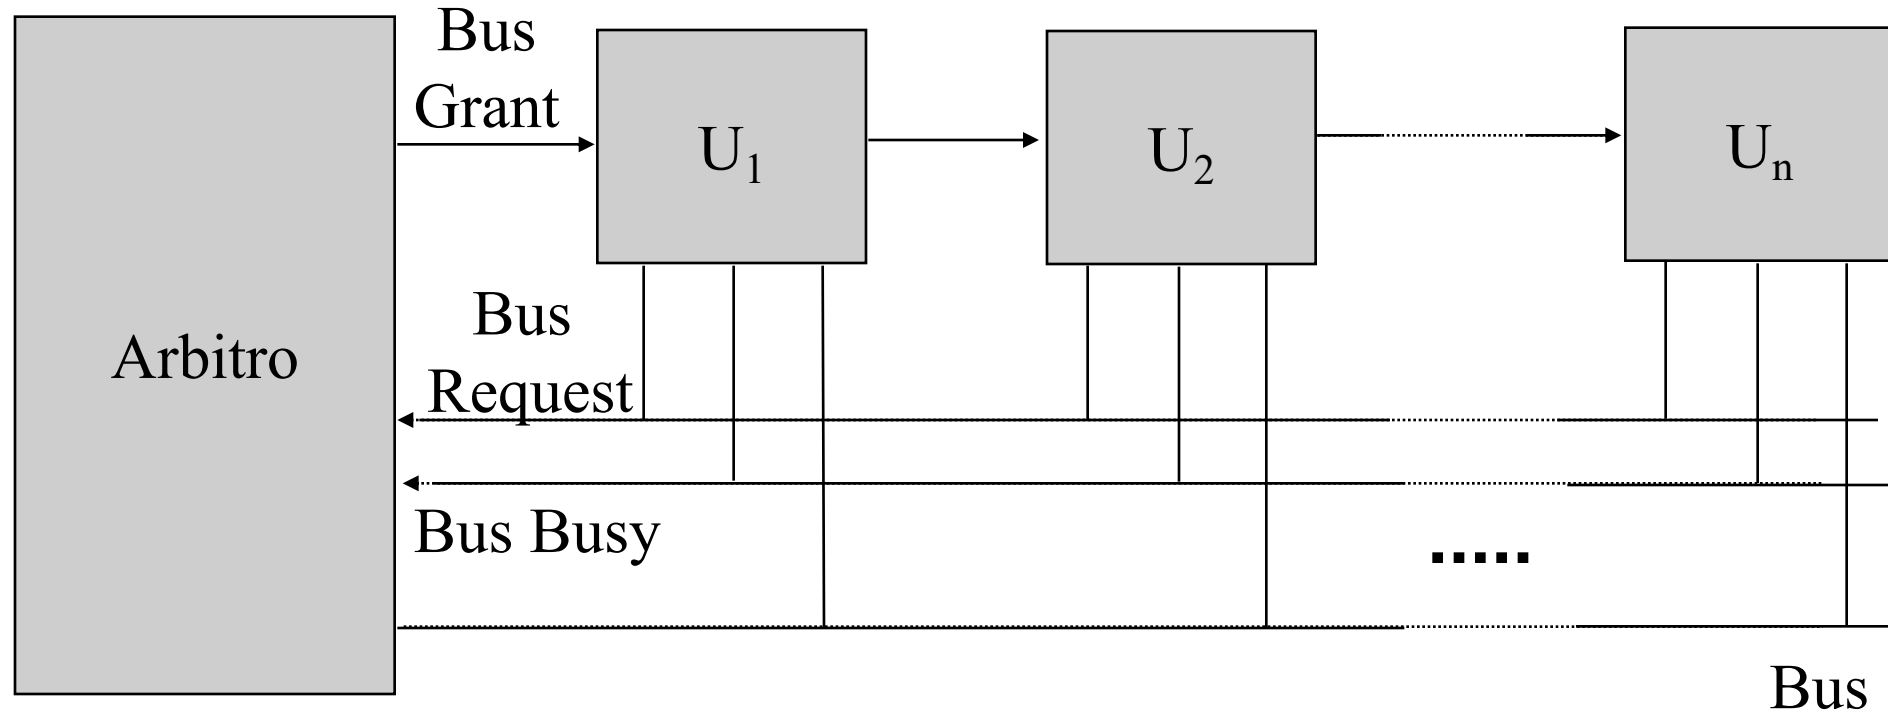 Bus
Grant
U1
U2
Un
Arbitro
Bus
Request
Bus Busy
Bus